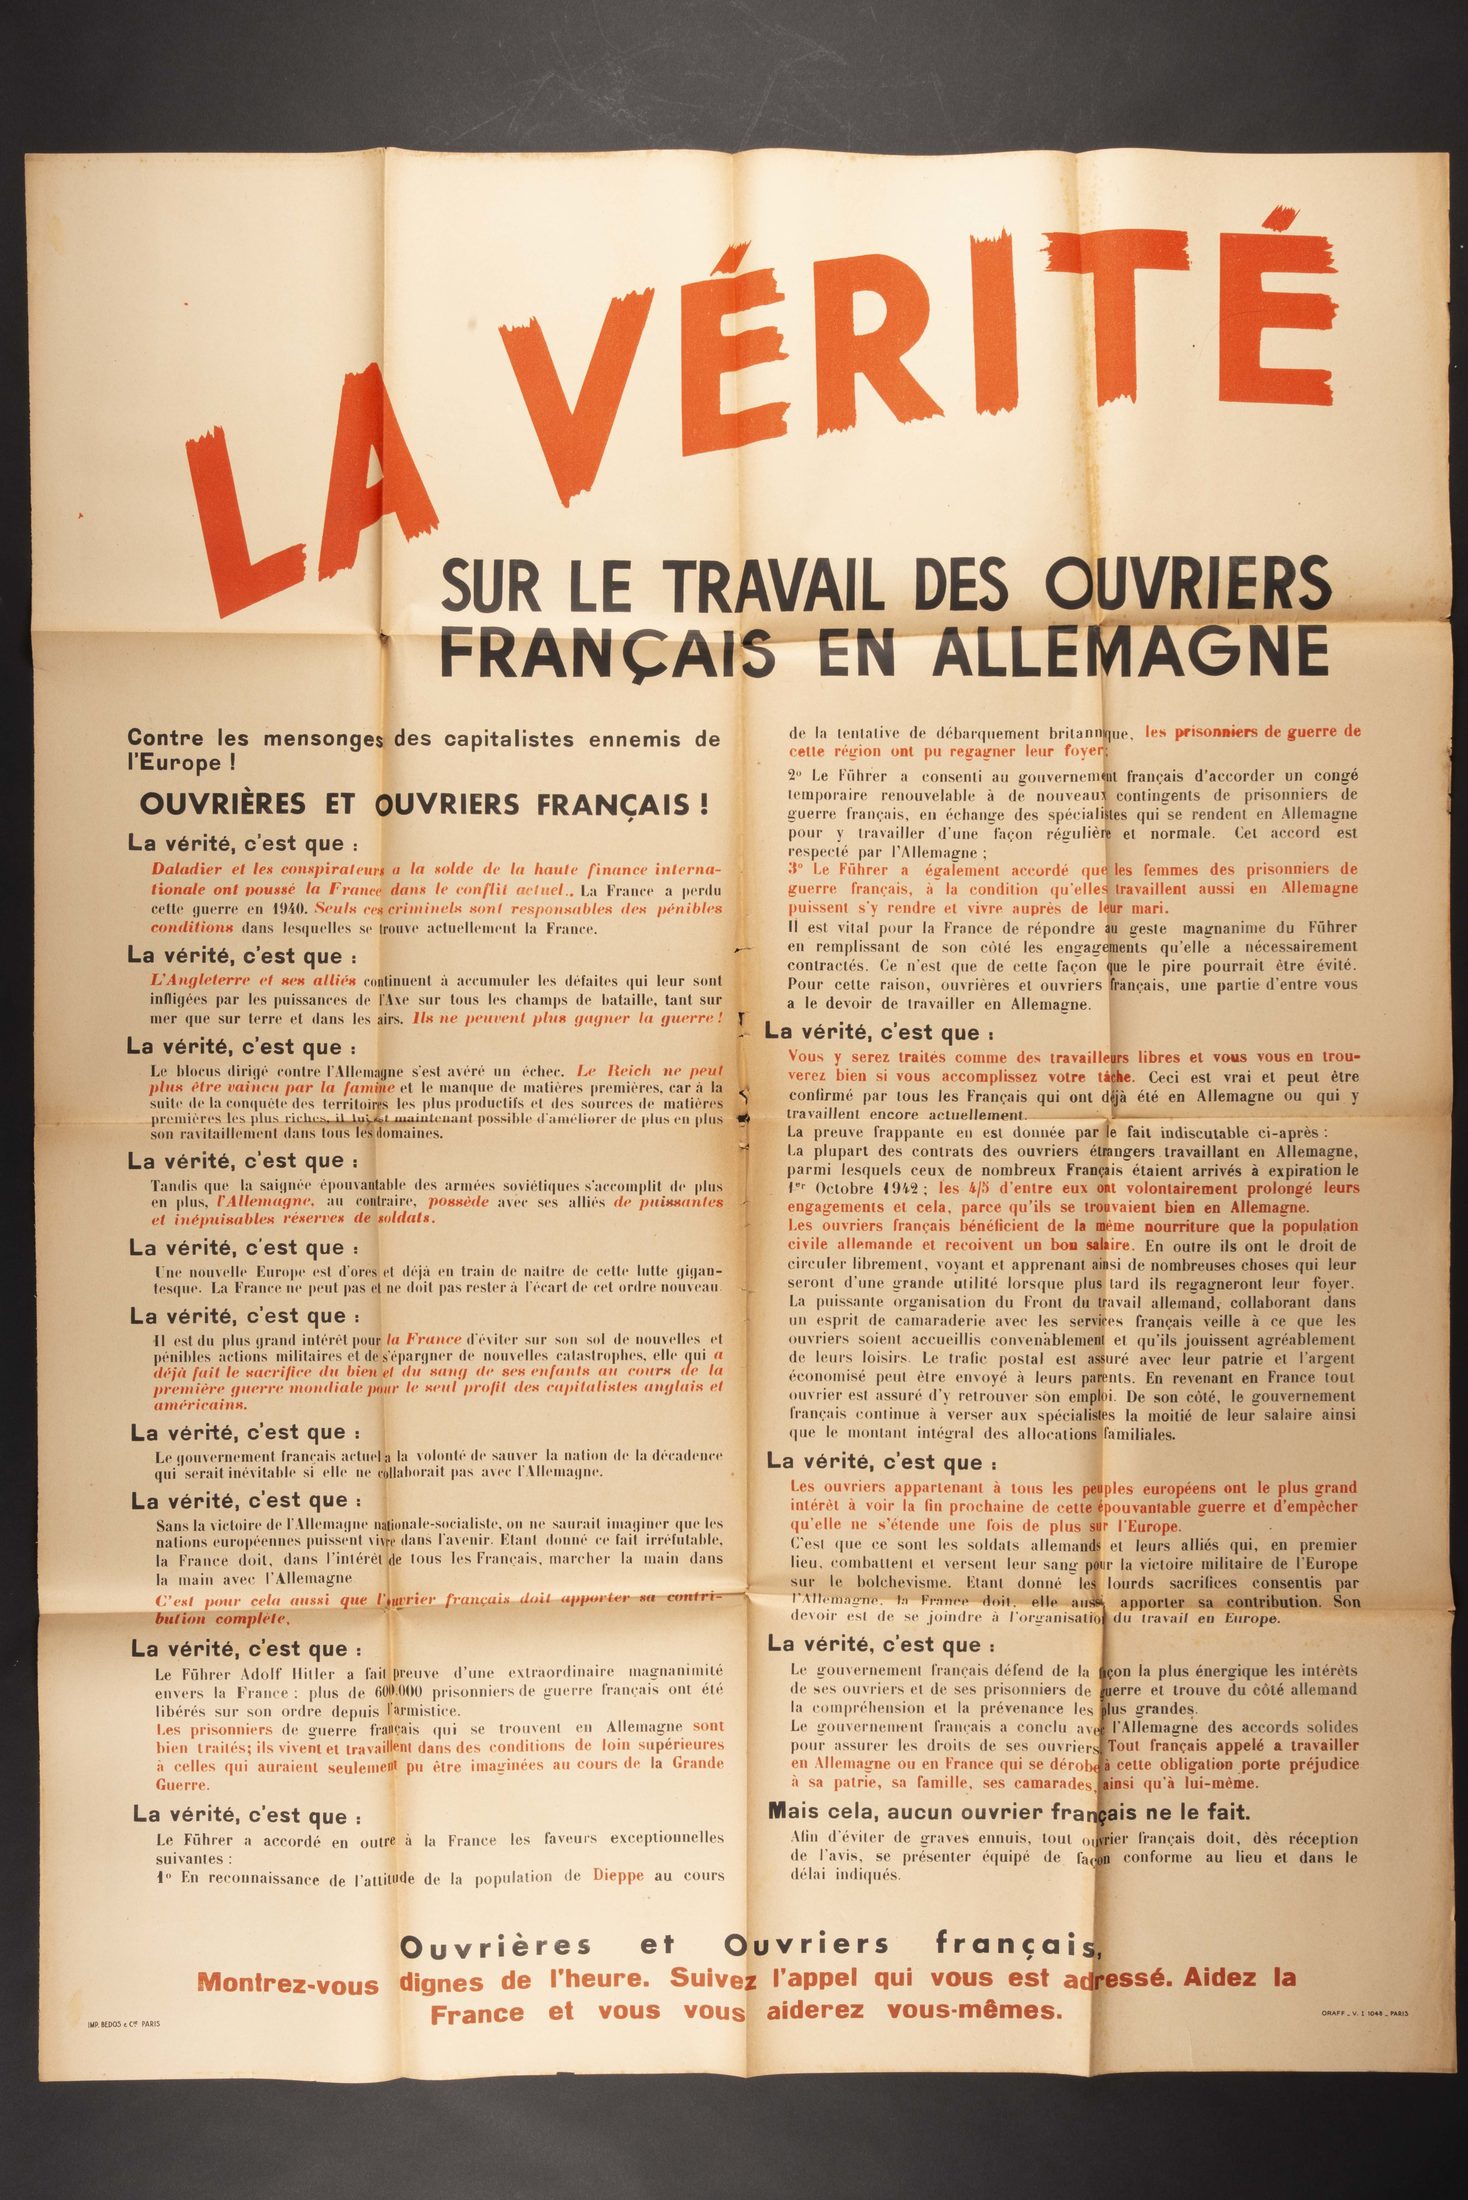 LA VÉRITÉ
SUR LE TRAVAIL DES OUVRIERS
FRANÇAIS EN ALLEMAGNE
Contre les mensonges des capitalistes ennemis de
l'Europe !
OUVRIÈRES ET OUVRIERS FRANÇAIS !
La vérité, c'est que :
Daladier et les conspirateurs a la solde de la haute finance interna-
tionale ont poussé la France dans le conflit actuel.. La France a perdu
cette guerre en 1940. Seuls ces criminels sont responsables des pénibles
conditions dans lesquelles se trouve actuellement la France.
La vérité, c'est que :
L'Angleterre et ses alliés continuent à accumuler les défaites qui leur sont
infligées par les puissances de l'Axe sur tous les champs de bataille, tant sur
mer que sur terre et dans les airs. Ils ne peuvent plus gagner la guerre !
La vérité, c'est que :
Le blocus dirigé contre l'Allemagne s'est avéré un échec. Le Reich ne peut
plus être vaincu par la famine et le manque de matières premières, car à la
suite de la conquête des territoires les plus productifs et des sources de matières
premières les plus riches, il lui est maintenant possible d'améliorer de plus en plus
son ravitaillement dans tous les domaines.
La vérité, c'est que :
Tandis que la saignée épouvantable des armées soviétiques s'accomplit de plus
en plus, l'Allemagne, au contraire, possède avec ses alliés de puissantes
et inépuisables réserves de soldats.
La vérité, c'est que :
Une nouvelle Europe est d'ores et déjà en train de naitre de cette lutte gigan-
tesque. La France ne peut pas et ne doit pas rester à l'écart de cet ordre nouveau.
La vérité, c'est que :
Il est du plus grand intérêt pour la France d'éviter sur son sol de nouvelles et
pénibles actions militaires et de s'épargner de nouvelles catastrophes, elle qui a
déjà fait le sacrifice du bien et du sang de ses enfants au cours de la
première guerre mondiale pour le seul profit des capitalistes anglais et
américains.
La vérité, c'est que :
Le gouvernement français actuel a la volonté de sauver la nation de la décadence
qui serait inévitable si elle ne collaborait pas avec l'Allemagne.
La vérité, c'est que :
Sans la victoire de l'Allemagne nationale-socialiste, on ne saurait imaginer que les
nations européennes puissent vivre dans l'avenir. Etant donné ce fait irréfutable,
la France doit, dans l'intérêt de tous les Français, marcher la main dans
la main avec l'Allemagne
C'est pour cela aussi que l'ouvrier français doit apporter sa contri-
bution complète,
La vérité, c'est que :
Le Führer Adolf Hitler a fait preuve d'une extraordinaire magnanimité
envers la France : plus de 600.000 prisonniers de guerre français ont été
libérés sur son ordre depuis l'armistice.
Les prisonniers de guerre français qui se trouvent en Allemagne sont
bien traités; ils vivent et travaillent dans des conditions de loin supérieures
à celles qui auraient seulement pu être imaginées au cours de la Grande
Guerre.
La vérité, c'est que :
Le Führer a accordé en outre à la France les faveurs exceptionnelles
suivantes :
1º En reconnaissance de l'attitude de la population de Dieppe au cours
de la tentative de débarquement britannique, les prisonniers de guerre de
cette région ont pu regagner leur foyer;
2º Le Führer a consenti au gouvernement français d'accorder un congé
temporaire renouvelable à de nouveaux contingents de prisonniers de
guerre français, en échange des spécialistes qui se rendent en Allemagne
pour y travailler d'une façon régulière et normale. Cet accord est
respecté par l'Allemagne ;
3º Le Führer a également accordé que les femmes des prisonniers de
guerre français, à la condition qu'elles travaillent aussi en Allemagne
puissent s'y rendre et vivre auprès de leur mari.
Il est vital pour la France de répondre au geste magnanime du Führer
en remplissant de son côté les engagements qu'elle a nécessairement
contractés. Ce n'est que de cette façon que le pire pourrait être évité.
Pour cette raison, ouvrières et ouvriers français, une partie d'entre vous
a le devoir de travailler en Allemagne.
La vérité, c'est que :
Vous y serez traités comme des travailleurs libres et vous vous en trou-
verez bien si vous accomplissez votre tâche. Ceci est vrai et peut être
confirmé par tous les Français qui ont déjà été en Allemagne ou qui y
travaillent encore actuellement.
La preuve frappante en est donnée par le fait indiscutable ci-après :
La plupart des contrats des ouvriers étrangers travaillant en Allemagne,
parmi lesquels ceux de nombreux Français étaient arrivés à expiration le
1er Octobre 1942 ; les 4/5 d'entre eux ont volontairement prolongé leurs
engagements et cela, parce qu'ils se trouvaient bien en Allemagne.
Les ouvriers français bénéficient de la même nourriture que la population
civile allemande et recoivent un bon salaire. En outre ils ont le droit de
circuler librement, voyant et apprenant ainsi de nombreuses choses qui leur
seront d'une grande utilité lorsque plus tard ils regagneront leur foyer.
La puissante organisation du Front du travail allemand, collaborant dans
un esprit de camaraderie avec les services français veille à ce que les
ouvriers soient accueillis convenablement et qu'ils jouissent agréablement
de leurs loisirs. Le trafic postal est assuré avec leur patrie et l'argent
économisé peut être envoyé à leurs parents. En revenant en France tout
ouvrier est assuré d'y retrouver son emploi. De son côté, le gouvernement
français continue à verser aux spécialistes la moitié de leur salaire ainsi
que le montant intégral des allocations familiales.
La vérité, c'est que :
Les ouvriers appartenant à tous les peuples européens ont le plus grand
intérêt à voir la fin prochaine de cette épouvantable guerre et d'empêcher
qu'elle ne s'étende une fois de plus sur l'Europe.
C'est que ce sont les soldats allemands et leurs alliés qui, en premier
lieu, combattent et versent leur sang pour la victoire militaire de l'Europe
sur le bolchevisme. Etant donné les lourds sacrifices consentis par
l'Allemagne, la France doit, elle aussi, apporter sa contribution. Son
devoir est de se joindre à l'organisation du travail en Europe.
La vérité, c'est que :
Le gouvernement français défend de la façon la plus énergique les intérêts
de ses ouvriers et de ses prisonniers de guerre et trouve du côté allemand
la compréhension et la prévenance les plus grandes.
Le gouvernement français a conclu avec l'Allemagne des accords solides
pour assurer les droits de ses ouvriers. Tout français appelé a travailler
en Allemagne ou en France qui se dérobe à cette obligation porte préjudice
à sa patrie, sa famille, ses camarades, ainsi qu'à lui-même.
Mais cela, aucun ouvrier français ne le fait.
Afin d'éviter de graves ennuis, tout ouvrier français doit, dès réception
de l'avis, se présenter équipé de façon conforme au lieu et dans le
délai indiqués.
Ouvrières et Ouvriers français,
Montrez-vous dignes de l'heure. Suivez l'appel qui vous est adressé. Aidez la
France et vous vous aiderez vous-mêmes.
IMP. BEDOS & Cie PARIS
ORAFF _ V. I 1048 _ PARIS